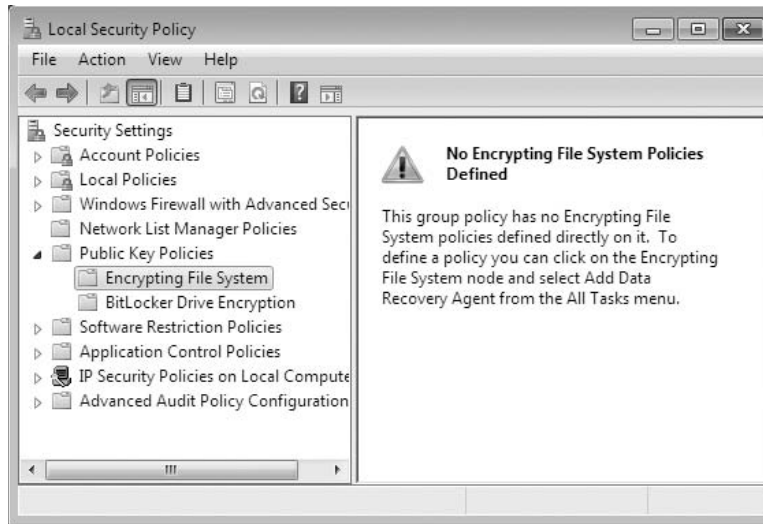 Local Security Policy
File Action View Help
Security Settings
Account Policies
Local Policies
Windows Firewall with Advanced Secu
Network List Manager Policies
Public Key Policies
Encrypting File System
BitLocker Drive Encryption
Software Restriction Policies
Application Control Policies
IP Security Policies on Local Compute
Advanced Audit Policy Configuration
No Encrypting File System Policies
Defined
This group policy has no Encrypting File
System policies defined directly on it. To
define a policy you can click on the Encrypting
File System node and select Add Data
Recovery Agent from the All Tasks menu.